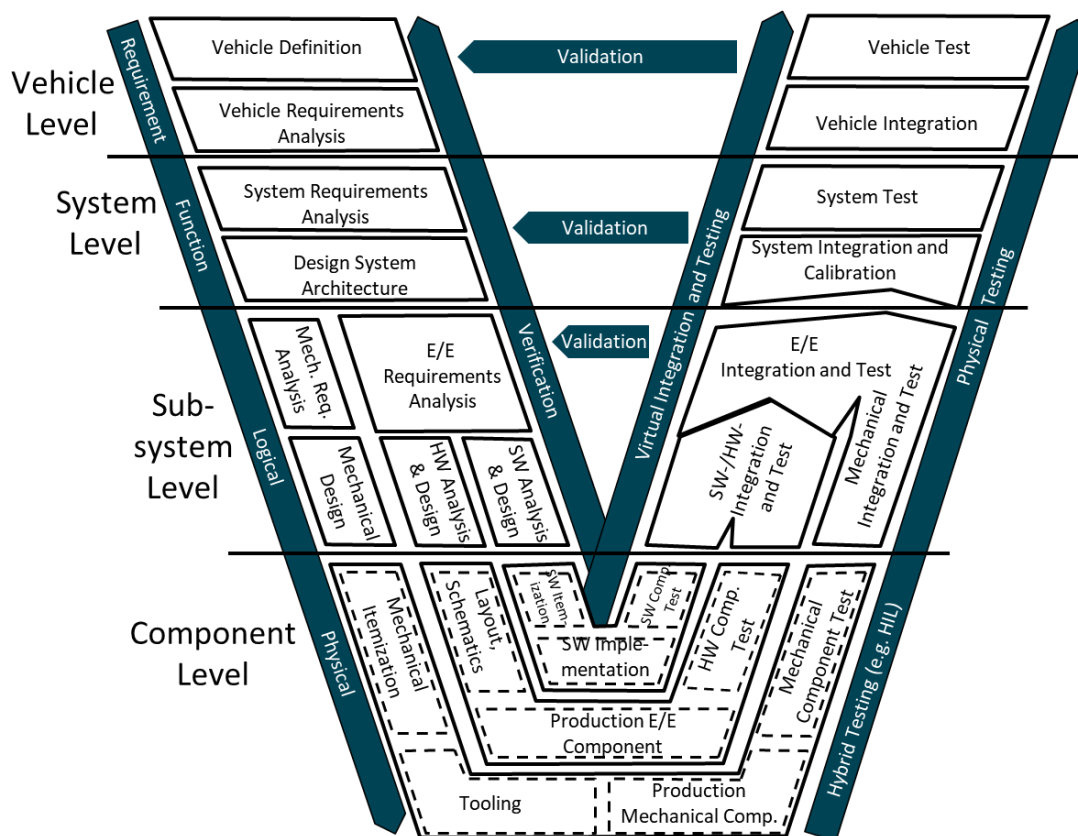 Vehicle
Level
System
Level
Sub-
system
Level
Component
Level
Requirement
Function
Logical
Physical
Vehicle Definition
Vehicle Requirements
Analysis
System Requirements
Analysis
Design System
Architecture
Mech. Req.
Analysis
E/E
Requirements
Analysis
Mechanical
Design
HW Analysis
& Design
SW Analysis
& Design
Mechanical
Itemization
Layout,
Schematics
SW Item-
ization
SW Imple-
mentation
SW Comp.
Test
HW Comp.
Test
Mechanical
Component Test
Production E/E
Component
Tooling
Production
Mechanical Comp.
Verification
Validation
Validation
Validation
Virtual Integration and Testing
Vehicle Test
Vehicle Integration
System Test
System Integration and
Calibration
E/E
Integration and Test
SW-/HW-
Integration
and Test
Mechanical
Integration and Test
Physical Testing
Hybrid Testing (e.g. HIL)